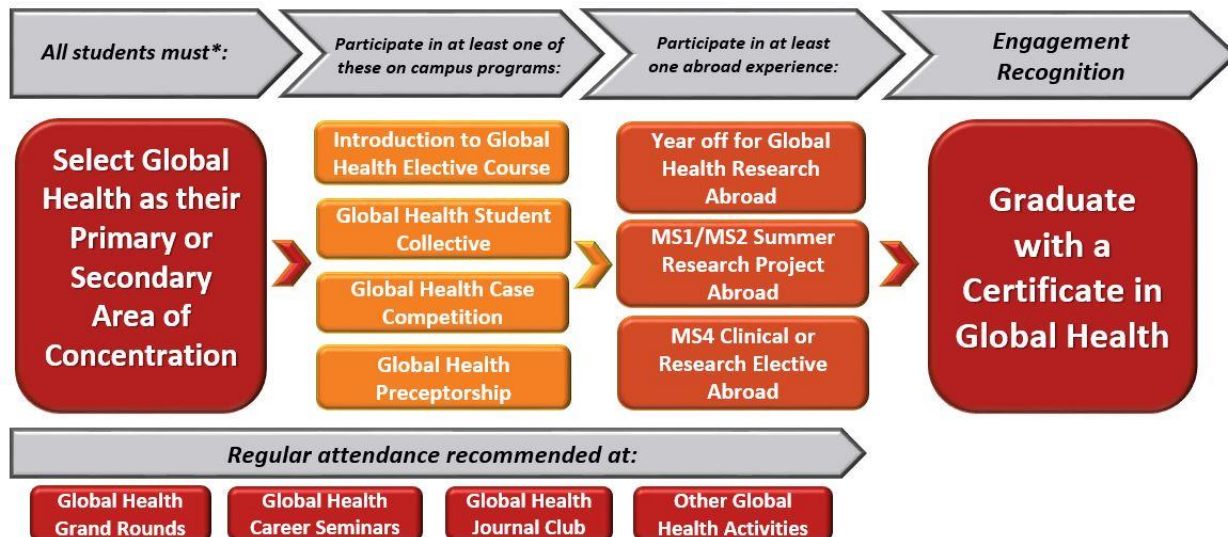 All students must*:
Participate in at least one of
these on campus programs:
Participate in at least
one abroad experience:
Engagement
Recognition
Select Global
Health as their
Primary or
Secondary
Area of
Concentration
Introduction to Global
Health Elective Course
Global Health Student
Collective
Global Health Case
Competition
Global Health
Preceptorship
Year off for Global
Health Research
Abroad
MS1/MS2 Summer
Research Project
Abroad
MS4 Clinical or
Research Elective
Abroad
Graduate
with a
Certificate in
Global Health
Regular attendance recommended at:
Global Health
Grand Rounds
Global Health
Career Seminars
Global Health
Journal Club
Other Global
Health Activities